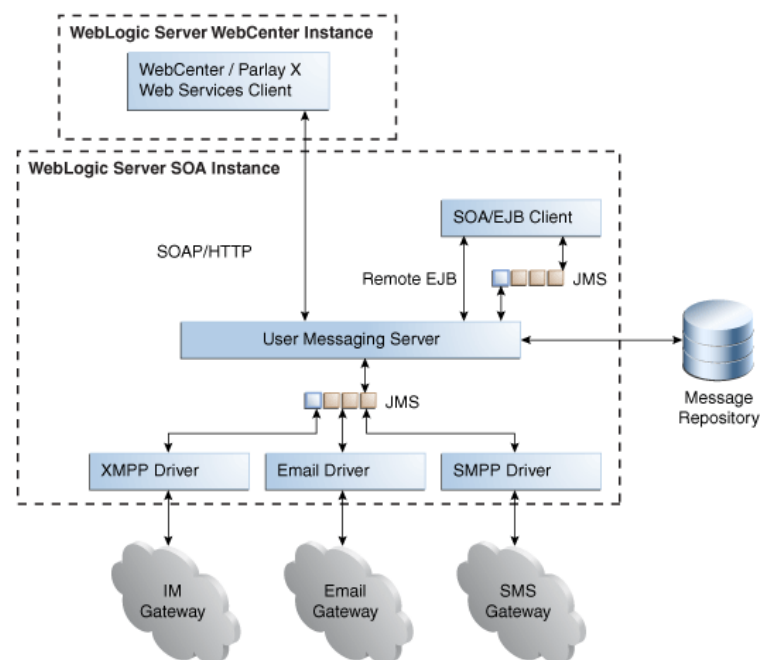 WebLogic Server WebCenter Instance
WebCenter / Parlay X
Web Services Client
WebLogic Server SOA Instance
SOA/EJB Client
SOAP/HTTP
Remote EJB
JMS
User Messaging Server
Message
Repository
JMS
XMPP Driver
Email Driver
SMPP Driver
IM
Gateway
Email
Gateway
SMS
Gateway